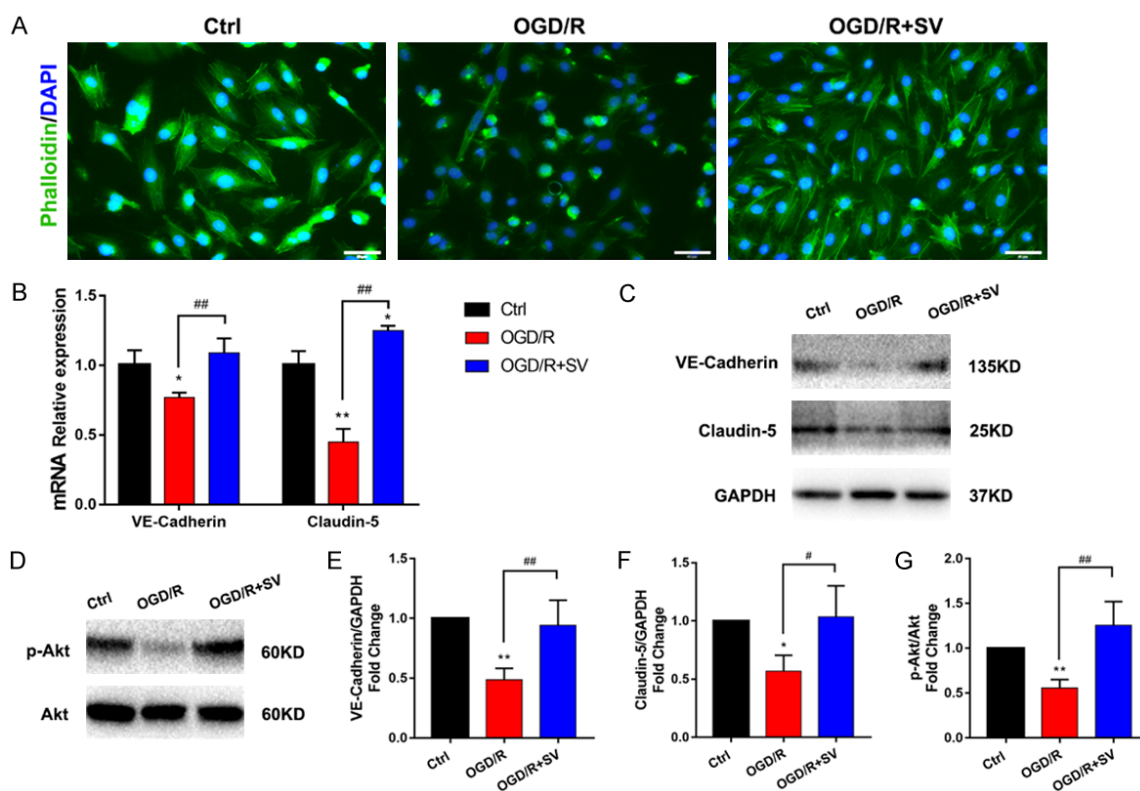 A
Ctrl
OGD/R
OGD/R+SV
Phalloidin/DAPI
B
mRNA Relative expression
1.5
1.0
0.5
0.0
##
*
##
**
*
VE-Cadherin
Claudin-5
Ctrl
OGD/R
OGD/R+SV
C
Ctrl
OGD/R
OGD/R+SV
VE-Cadherin
135KD
Claudin-5
25KD
GAPDH
37KD
D
Ctrl
OGD/R
OGD/R+SV
p-Akt
60KD
Akt
60KD
E
VE-Cadherin/GAPDH
Fold Change
1.5
1.0
0.5
0.0
##
**
Ctrl
OGD/R
OGD/R+SV
F
Claudin-5/GAPDH
Fold Change
1.5
1.0
0.5
0.0
#
*
Ctrl
OGD/R
OGD/R+SV
G
p-Akt/Akt
Fold Change
2.0
1.5
1.0
0.5
0.0
##
**
Ctrl
OGD/R
OGD/R+SV